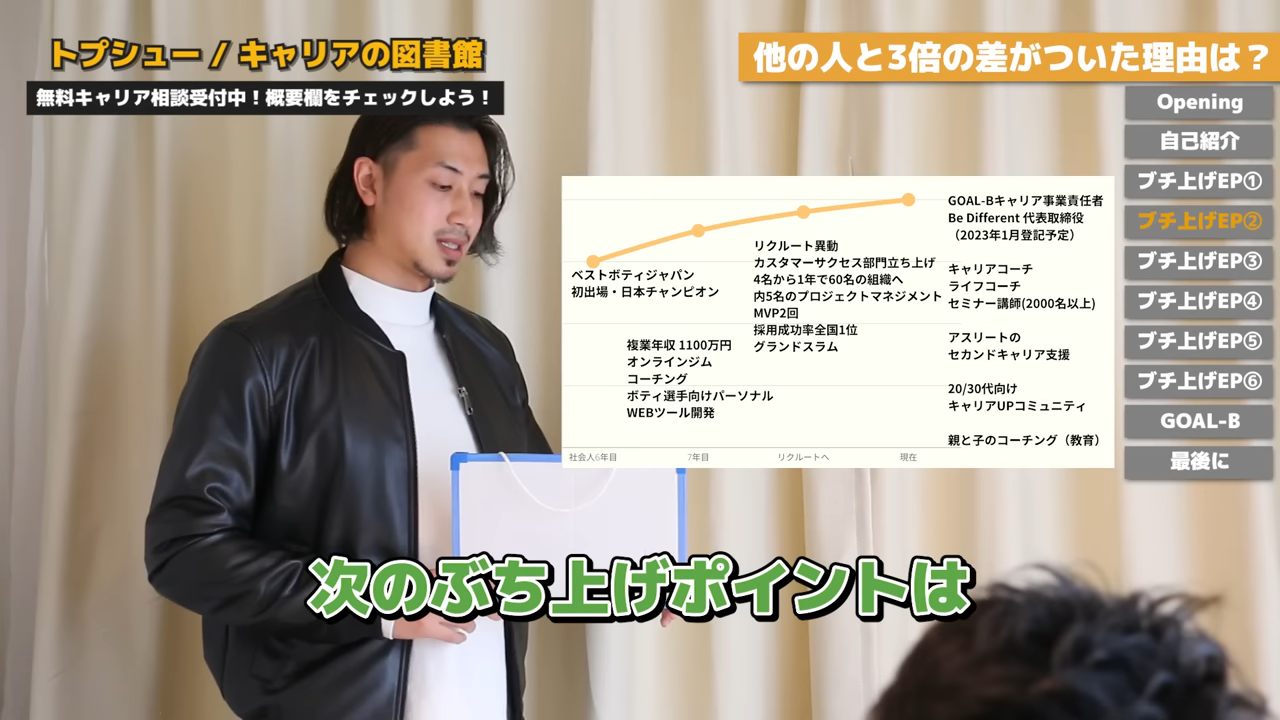 トプシュー / キャリアの図書館
無料キャリア相談受付中！概要欄をチェックしよう！
他の人と3倍の差がついた理由は？
Opening
自己紹介
ブチ上げEP①
ブチ上げEP②
ブチ上げEP③
ブチ上げEP④
ブチ上げEP⑤
ブチ上げEP⑥
GOAL-B
最後に
ベストボティジャパン
初出場・日本チャンピオン
複業年収 1100万円
オンラインジム
コーチング
ボティ選手向けパーソナル
WEBツール開発
リクルート異動
カスタマーサクセス部門立ち上げ
4名から1年で60名の組織へ
内5名のプロジェクトマネジメント
MVP2回
採用成功率全国1位
グランドスラム
GOAL-Bキャリア事業責任者
Be Different 代表取締役
（2023年1月登記予定）
キャリアコーチ
ライフコーチ
セミナー講師(2000名以上)
アスリートの
セカンドキャリア支援
20/30代向け
キャリアUPコミュニティ
親と子のコーチング（教育）
社会人6年目
7年目
リクルートへ
現在
次のぶち上げポイントは